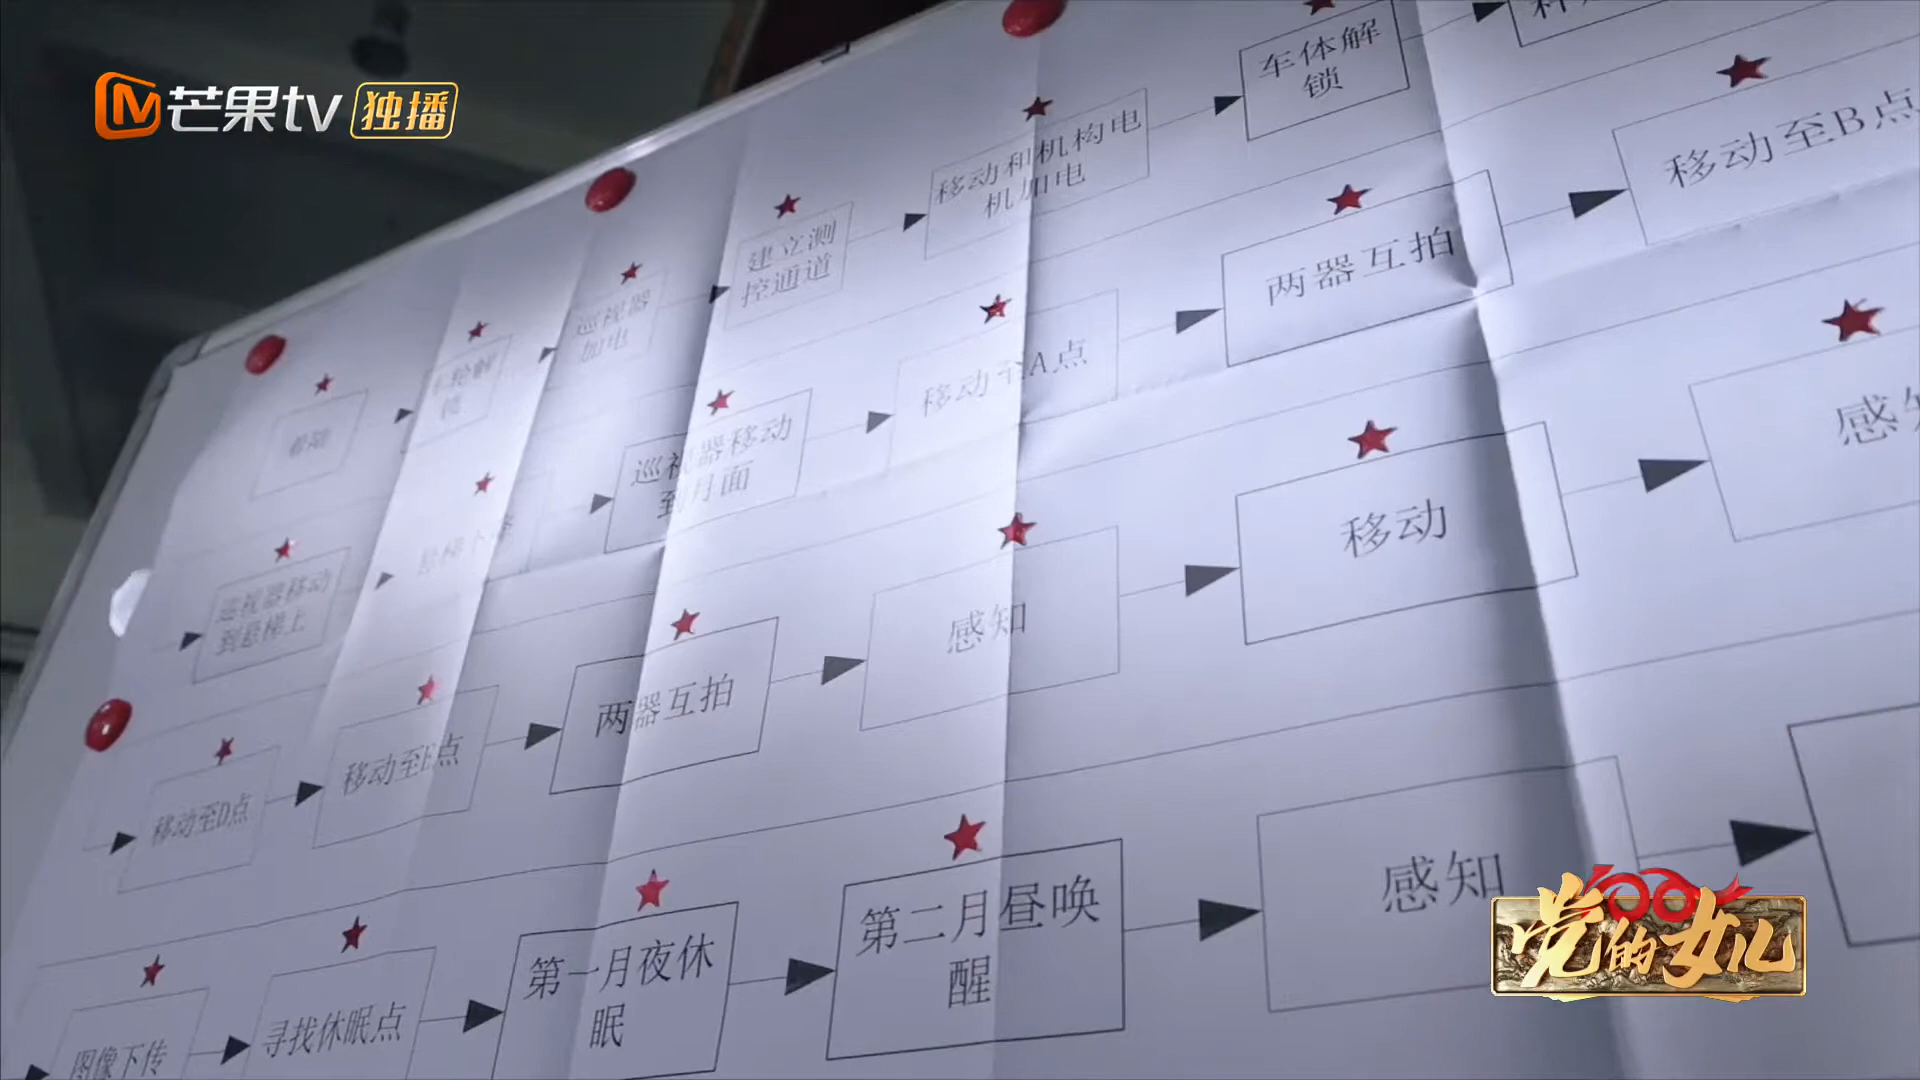 芒果tv 独播
车体解
锁
移动和机构电
机加电
建立测
控通道
巡视器
加电
着陆
移动至B点
两器互拍
移动至A点
巡视器移动
到月面
巡视器移动
到悬梯上
感知
移动
感知
两器互拍
移动至E点
移动至D点
感知
第二月昼唤
醒
第一月夜休
眠
寻找休眠点
图像下传
党的女儿
100